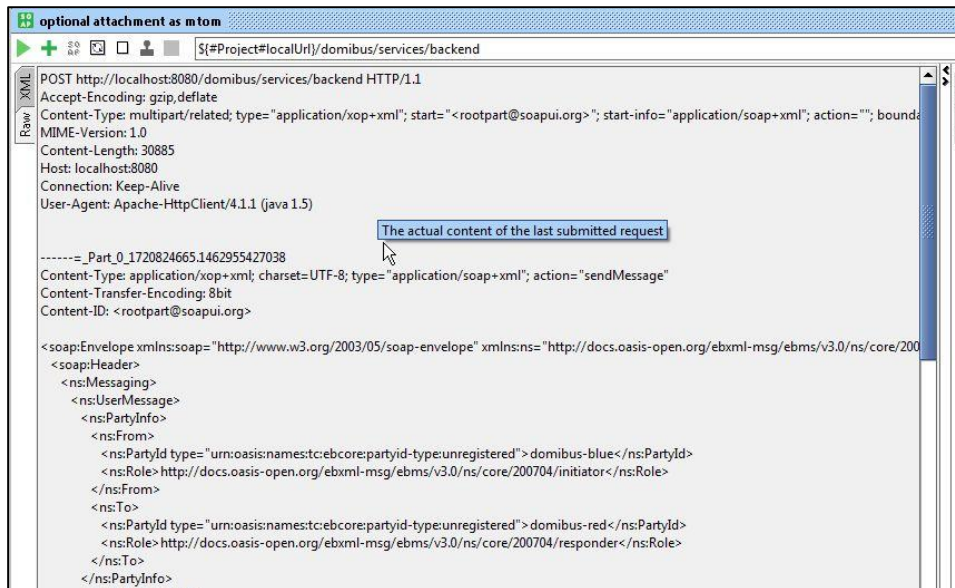 SO
AP
optional attachment as mtom
SO
AP
${#Project#localUrl}/domibus/services/backend
XML
Raw
POST http://localhost:8080/domibus/services/backend HTTP/1.1
Accept-Encoding: gzip,deflate
Content-Type: multipart/related; type="application/xop+xml"; start="<rootpart@soapui.org>"; start-info="application/soap+xml"; action=""; bounda
MIME-Version: 1.0
Content-Length: 30885
Host: localhost:8080
Connection: Keep-Alive
User-Agent: Apache-HttpClient/4.1.1 (java 1.5)
The actual content of the last submitted request
------=_Part_0_1720824665.1462955427038
Content-Type: application/xop+xml; charset=UTF-8; type="application/soap+xml"; action="sendMessage"
Content-Transfer-Encoding: 8bit
Content-ID: <rootpart@soapui.org>
<soap:Envelope xmlns:soap="http://www.w3.org/2003/05/soap-envelope" xmlns:ns="http://docs.oasis-open.org/ebxml-msg/ebms/v3.0/ns/core/200
<soap:Header>
<ns:Messaging>
<ns:UserMessage>
<ns:PartyInfo>
<ns:From>
<ns:PartyId type="urn:oasis:names:tc:ebcore:partyid-type:unregistered">domibus-blue</ns:PartyId>
<ns:Role>http://docs.oasis-open.org/ebxml-msg/ebms/v3.0/ns/core/200704/initiator</ns:Role>
</ns:From>
<ns:To>
<ns:PartyId type="urn:oasis:names:tc:ebcore:partyid-type:unregistered">domibus-red</ns:PartyId>
<ns:Role>http://docs.oasis-open.org/ebxml-msg/ebms/v3.0/ns/core/200704/responder</ns:Role>
</ns:To>
</ns:PartyInfo>